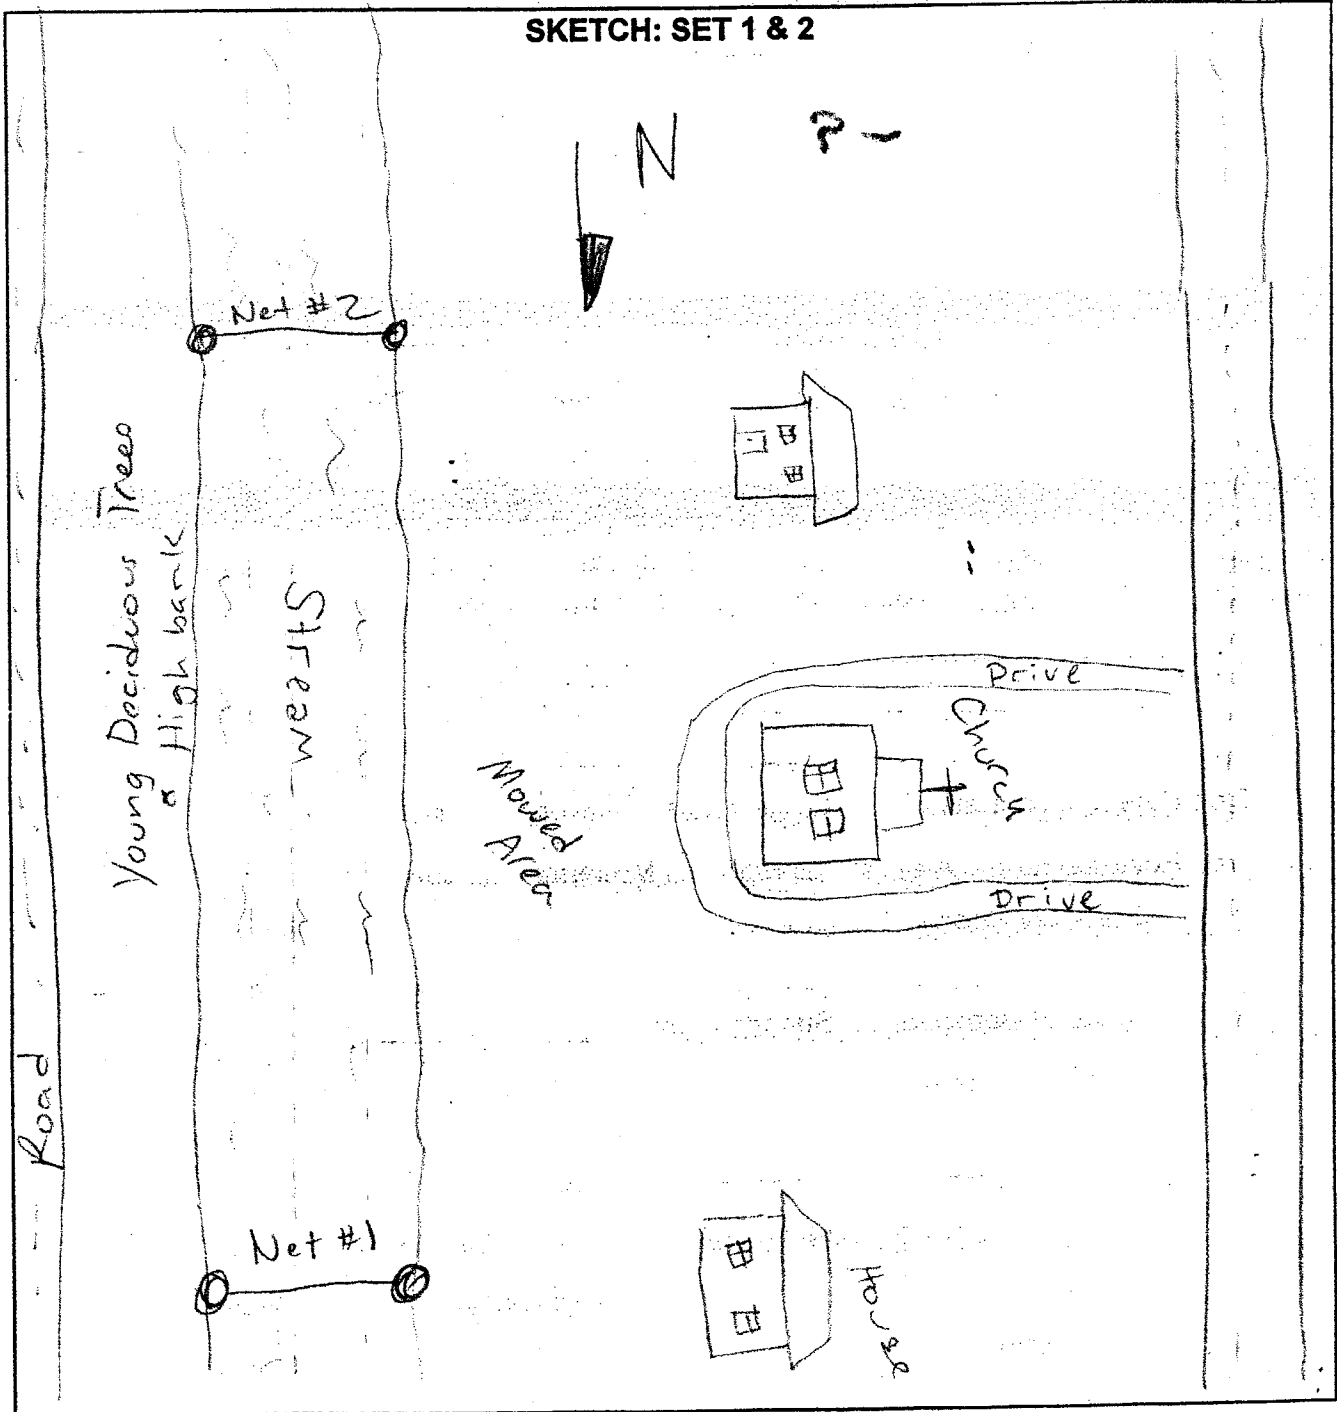 SKETCH: SET 1 & 2
N
Net #2
Young Deciduous Trees
& High bank
Stream
Mowed
Area
Drive
Church
Drive
Road
Net #1
House